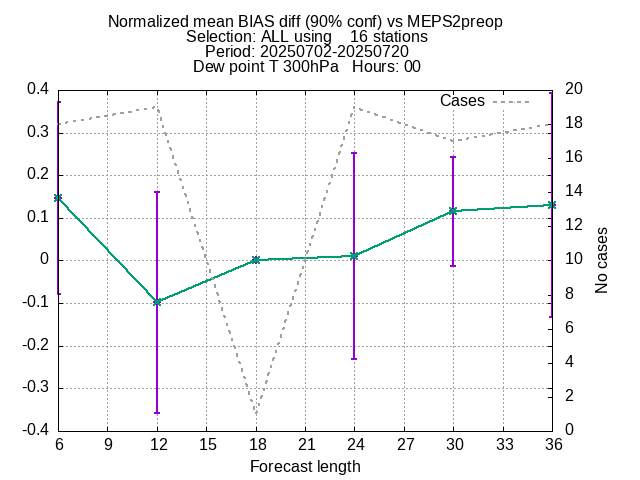 Normalized mean BIAS diff (90% conf) vs MEPS2preop
Selection: ALL using    16 stations
Period: 20250702-20250720
Dew point T 300hPa   Hours: 00
Cases
0.4
0.3
0.2
0.1
0
-0.1
-0.2
-0.3
-0.4
20
18
16
14
12
10
8
6
4
2
0
No cases
6 9 12 15 18 21 24 27 30 33 36
Forecast length